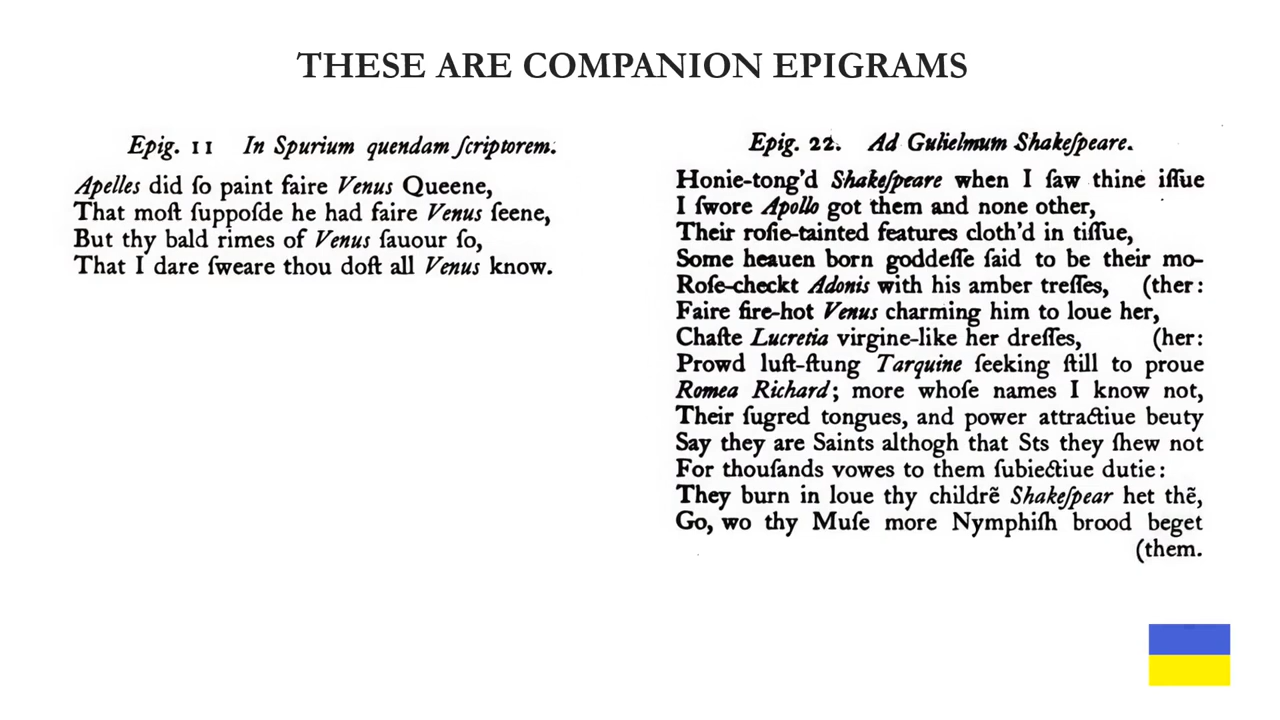 THESE ARE COMPANION EPIGRAMS
Epig. 11 In Spurium quendam ſcriptorem.
Apelles did ſo paint faire Venus Queene,
That moſt ſuppoſde he had faire Venus ſeene,
But thy bald rimes of Venus ſauour ſo,
That I dare ſweare thou doſt all Venus know.
Epig. 22. Ad Gulielmum Shakeſpeare.
Honie-tong'd Shakeſpeare when I ſaw thine iſſue
I ſwore Apollo got them and none other,
Their roſie-tainted features cloth'd in tiſſue,
Some heauen born goddeſſe ſaid to be their mo-
Roſe-checkt Adonis with his amber treſſes, (ther:
Faire fire-hot Venus charming him to loue her,
Chaſte Lucretia virgine-like her dreſſes, (her:
Prowd luſt-ſtung Tarquine ſeeking ſtill to proue
Romea Richard; more whoſe names I know not,
Their ſugred tongues, and power attractiue beuty
Say they are Saints althogh that Sts they ſhew not
For thouſands vowes to them ſubiectiue dutie:
They burn in loue thy childrẽ Shakeſpear het thẽ,
Go, wo thy Muſe more Nymphiſh brood beget
(them.